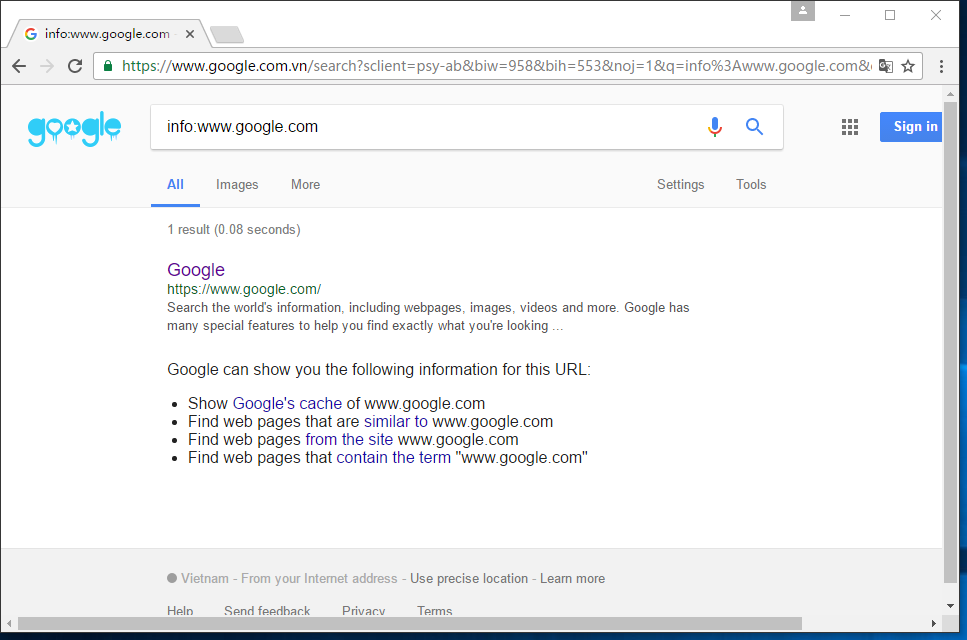 info:www.google.com
https://www.google.com.vn/search?sclient=psy-ab&biw=958&bih=553&noj=1&q=info%3Awww.google.com&
google
info:www.google.com
Sign in
All Images More Settings Tools
1 result (0.08 seconds)
Google
https://www.google.com/
Search the world's information, including webpages, images, videos and more. Google has
many special features to help you find exactly what you're looking ...
Google can show you the following information for this URL:
• Show Google's cache of www.google.com
• Find web pages that are similar to www.google.com
• Find web pages from the site www.google.com
• Find web pages that contain the term "www.google.com"
Vietnam - From your Internet address - Use precise location - Learn more
Help Send feedback Privacy Terms